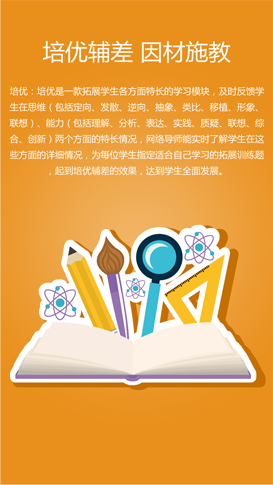 培优辅差 因材施教
培优：培优是一款拓展学生各方面特长的学习模块，及时反馈学
生在思维（包括定向、发散、逆向、抽象、类比、移植、形象、
联想）、能力（包括理解、分析、表达、实践、质疑、联想、综
合、创新）两个方面的特长情况，网络导师能实时了解学生在这
些方面的详细情况，为每位学生指定适合自己学习的拓展训练题
，起到培优辅差的效果，达到学生全面发展。